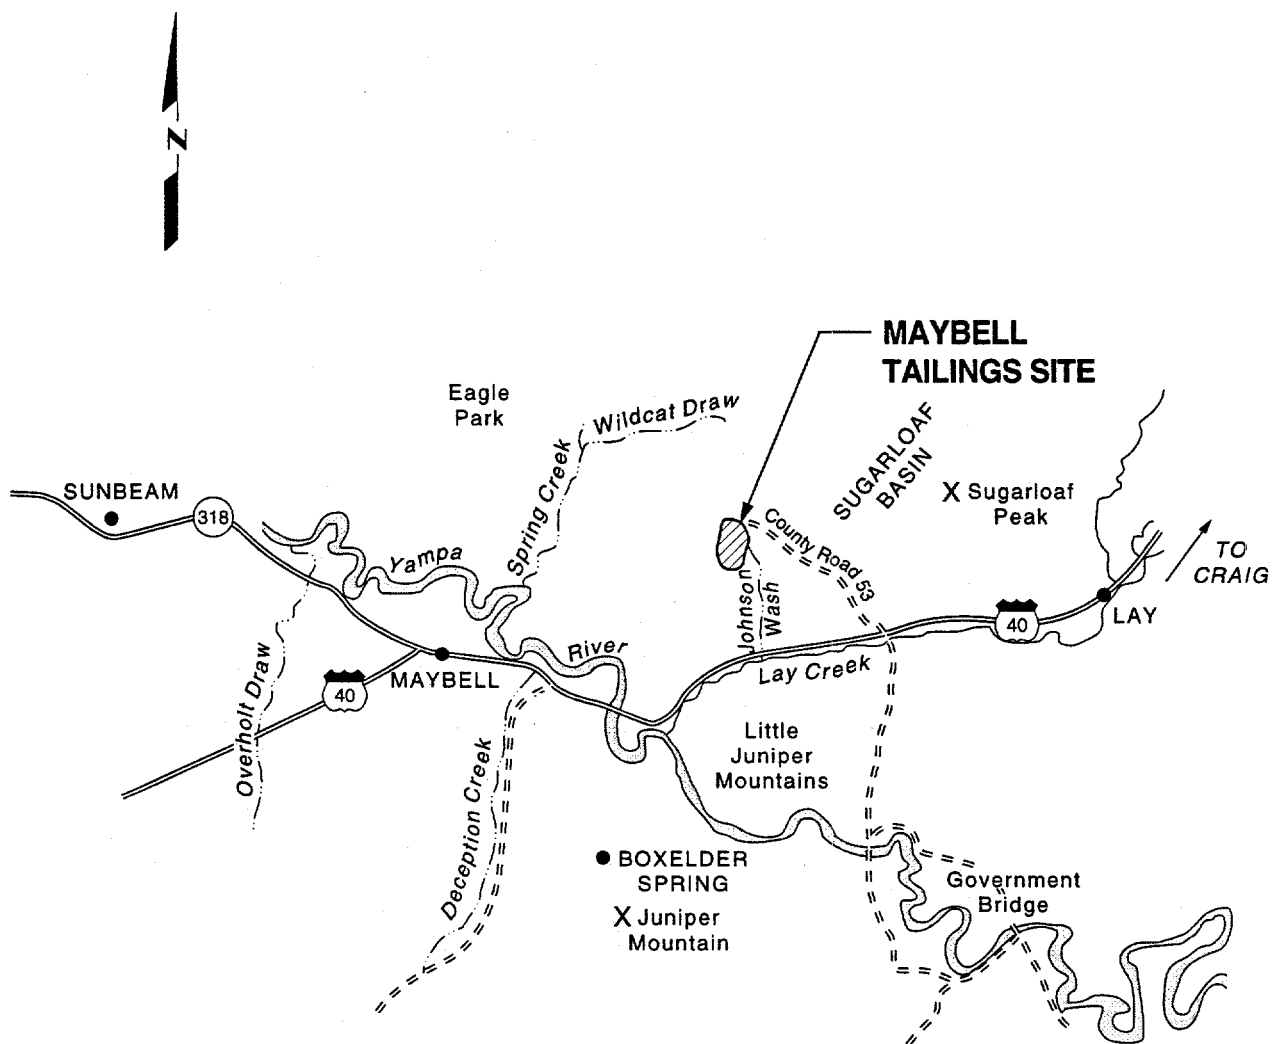 N
MAYBELL
TAILINGS SITE
Eagle
Park
Wildcat Draw
SUGARLOAF
BASIN
X Sugarloaf
Peak
SUNBEAM
318
Spring Creek
Yampa
County Road 53
TO
CRAIG
Johnson
Wash
40
LAY
River
MAYBELL
Lay Creek
40
Overholt Draw
Little
Juniper
Mountains
Deception Creek
BOXELDER
SPRING
Government
Bridge
X Juniper
Mountain